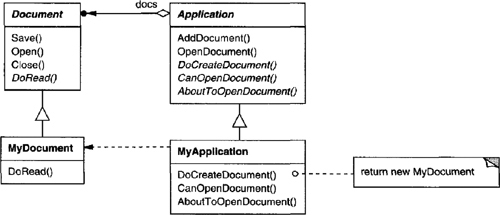 Document
Save()
Open()
Close()
DoRead()
docs
Application
AddDocument()
OpenDocument()
DoCreateDocument()
CanOpenDocument()
AboutToOpenDocument()
MyDocument
DoRead()
MyApplication
DoCreateDocument()
CanOpenDocument()
AboutToOpenDocument()
return new MyDocument